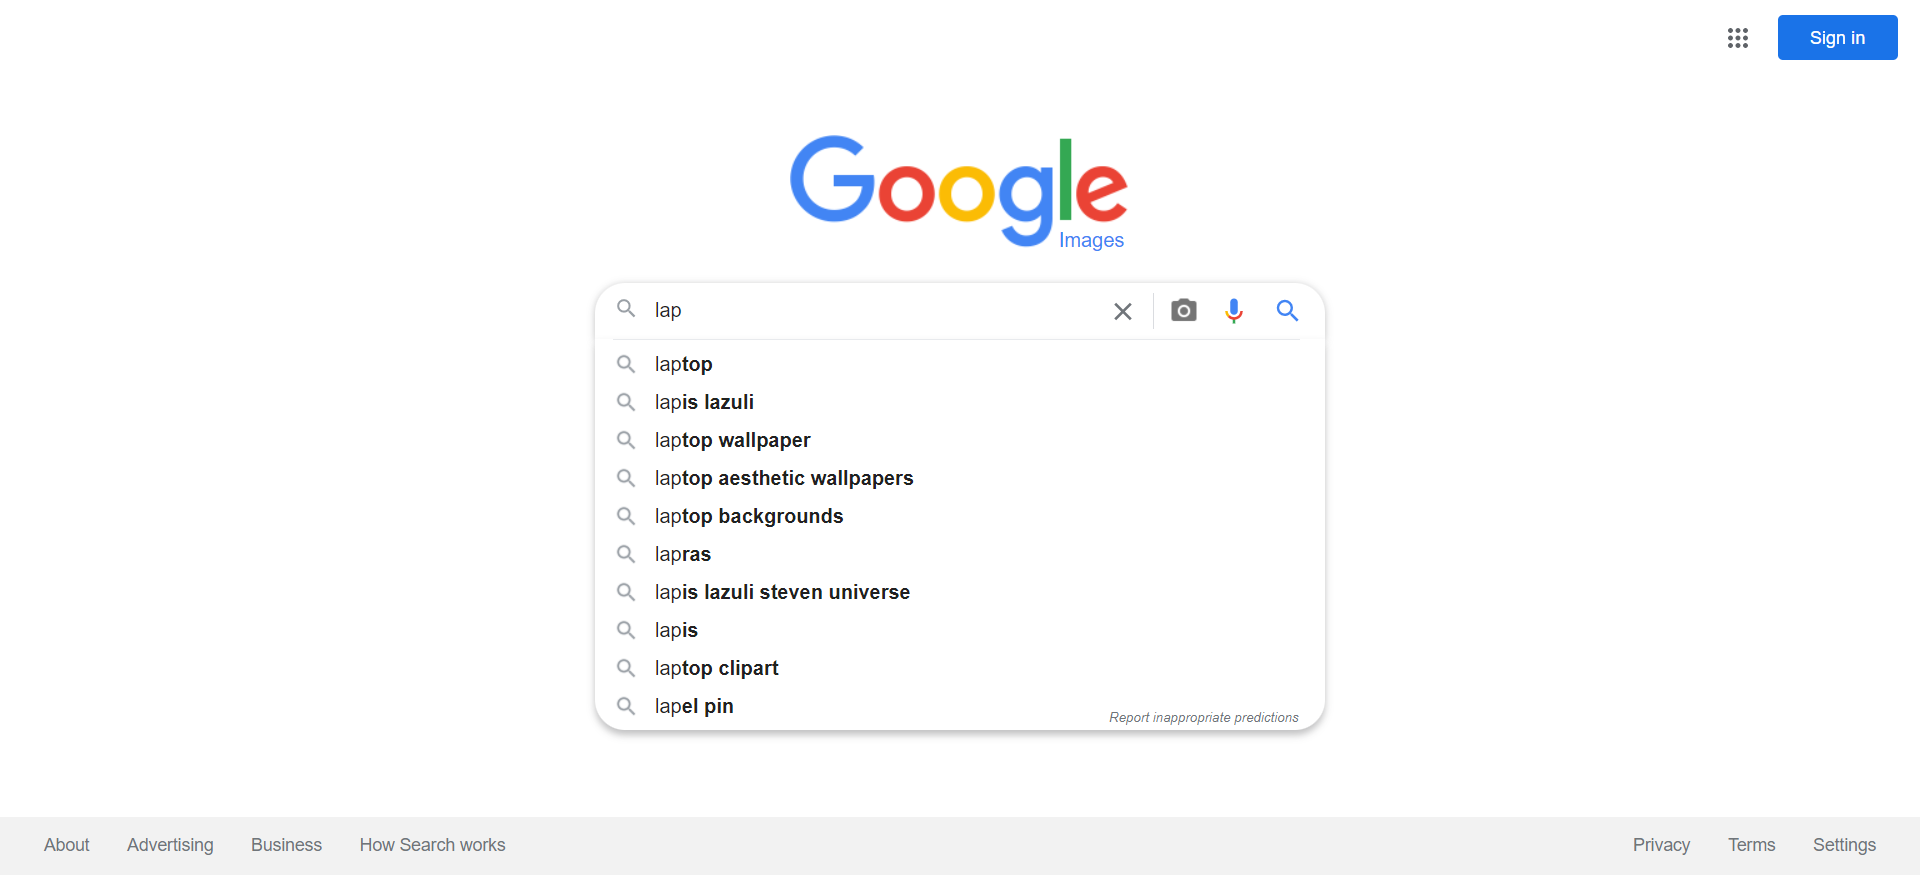 Sign in
Google
Images
lap
laptop
lapis lazuli
laptop wallpaper
laptop aesthetic wallpapers
laptop backgrounds
lapras
lapis lazuli steven universe
lapis
laptop clipart
lapel pin
Report inappropriate predictions
About Advertising Business How Search works Privacy Terms Settings